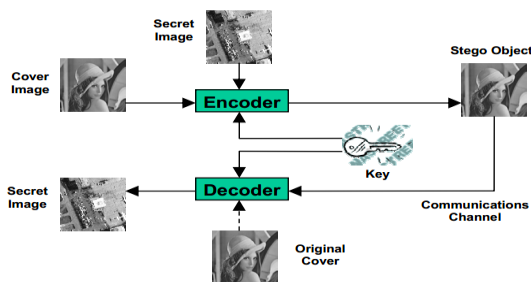 Secret
Image
Stego Object
Cover
Image
Encoder
Key
Secret
Image
Decoder
Communications
Channel
Original
Cover